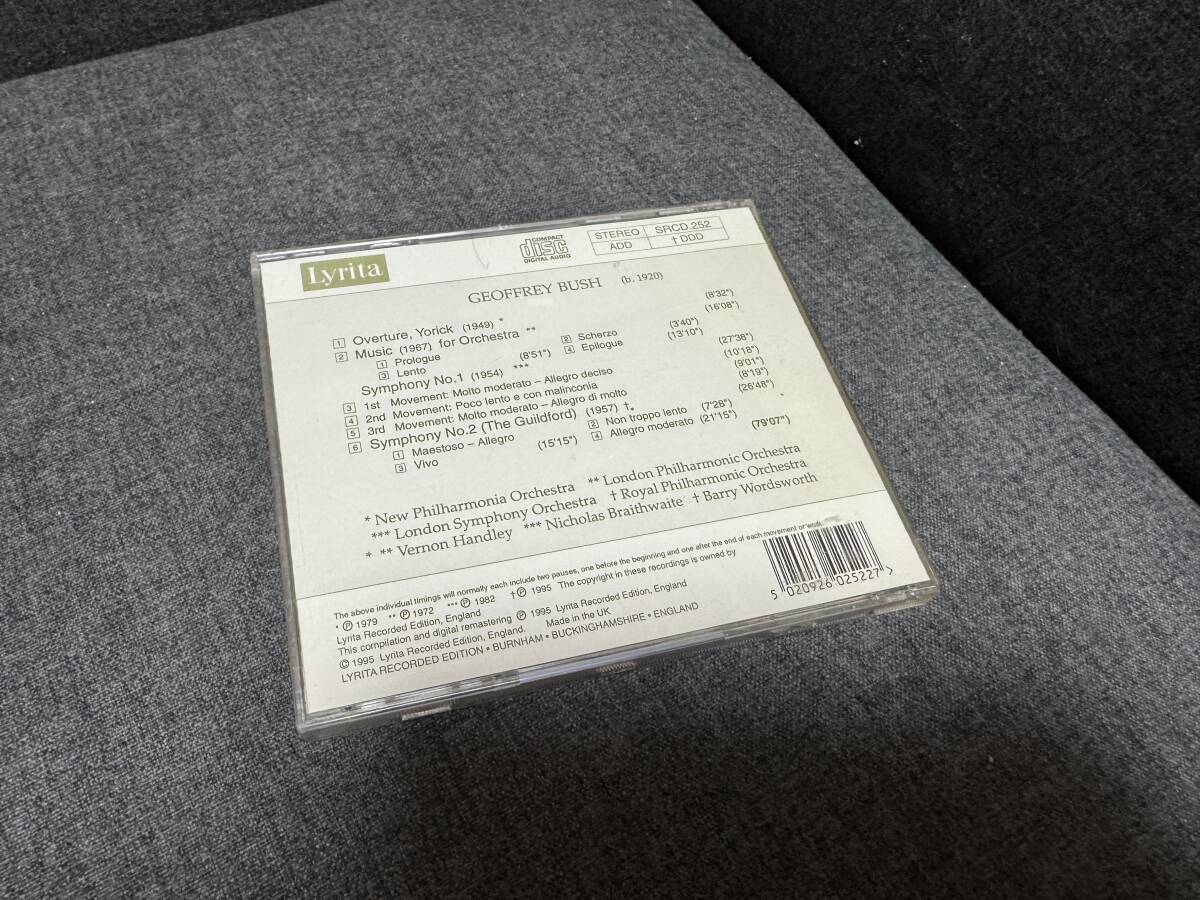 Lyrita
COMPACT
disc
DIGITAL AUDIO
STEREO SRCD.252
ADD † DDD
GEOFFREY BUSH (b. 1920)
1 Overture, Yorick (1949) * (8'32")
2 Music (1967) for Orchestra ** (16'08")
1 Prologue 2 Scherzo (3'40")
3 Lento (8'51") 4 Epilogue (13'10")
Symphony No.1 (1954) *** (27'38")
3 1st Movement: Molto moderato – Allegro deciso (10'18")
4 2nd Movement: Poco lento e con malinconia (9'01")
5 3rd Movement: Molto moderato – Allegro di molto (8'19")
6 Symphony No.2 (The Guildford) (1957) † (26'48")
1 Maestoso – Allegro 2 Non troppo lento (7'28")
3 Vivo (15'15") 4 Allegro moderato (21'15")
(79'07")
* New Philharmonia Orchestra ** London Philharmonic Orchestra
*** London Symphony Orchestra † Royal Philharmonic Orchestra
* ** Vernon Handley *** Nicholas Braithwaite † Barry Wordsworth
The above individual timings will normally each include two pauses, one before the beginning and one after the end of each movement or work.
* ℗ 1979 ** ℗ 1972 *** ℗ 1982 † ℗ 1995 The copyright in these recordings is owned by
Lyrita Recorded Edition, England
This compilation and digital remastering ℗ 1995 Lyrita Recorded Edition, England
© 1995 Lyrita Recorded Edition, England. Made in the UK
LYRITA RECORDED EDITION • BURNHAM • BUCKINGHAMSHIRE • ENGLAND
5 020926 025227 >